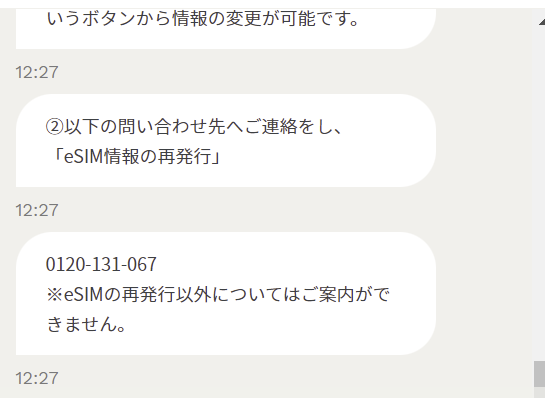 いうボタンから情報の変更が可能です。
12:27
②以下の問い合わせ先へご連絡をし、
「eSIM情報の再発行」
12:27
0120-131-067
※eSIMの再発行以外についてはご案内がで
きません。
12:27